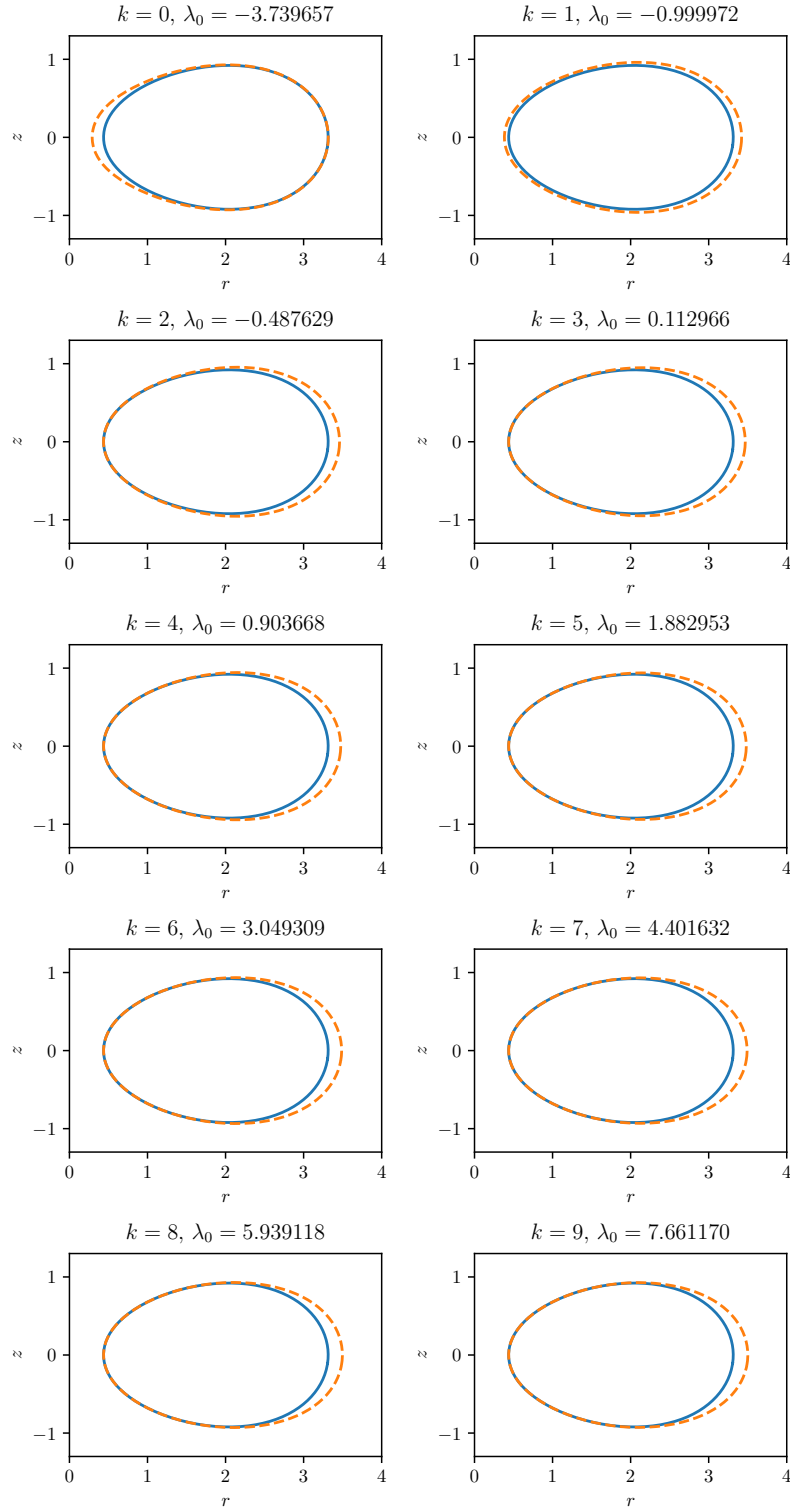 k = 0, λ₀ = −3.739657
1
0
−1
z
0 1 2 3 4
r
k = 1, λ₀ = −0.999972
1
0
−1
z
0 1 2 3 4
r
k = 2, λ₀ = −0.487629
1
0
−1
z
0 1 2 3 4
r
k = 3, λ₀ = 0.112966
1
0
−1
z
0 1 2 3 4
r
k = 4, λ₀ = 0.903668
1
0
−1
z
0 1 2 3 4
r
k = 5, λ₀ = 1.882953
1
0
−1
z
0 1 2 3 4
r
k = 6, λ₀ = 3.049309
1
0
−1
z
0 1 2 3 4
r
k = 7, λ₀ = 4.401632
1
0
−1
z
0 1 2 3 4
r
k = 8, λ₀ = 5.939118
1
0
−1
z
0 1 2 3 4
r
k = 9, λ₀ = 7.661170
1
0
−1
z
0 1 2 3 4
r